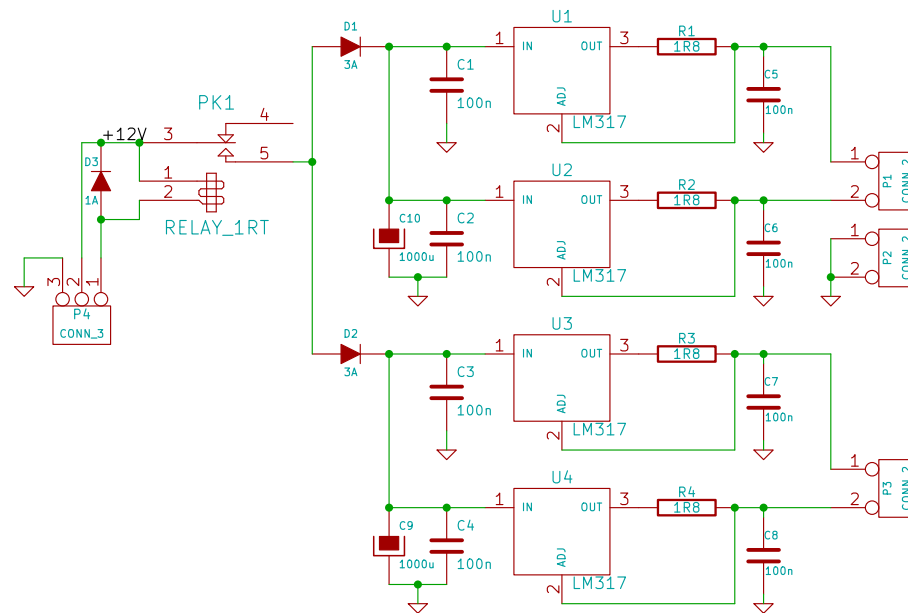 U1
D1
3A
1 IN OUT 3
R1
1R8
C1
100n
ADJ
2
LM317
C5
100n
PK1
4
+12V
3
5
D3
1A
1
2
RELAY_1RT
3
2
1
P4
CONN_3
U2
1 IN OUT 3
R2
1R8
C10
1000u
C2
100n
ADJ
2
LM317
C6
100n
1
2
P1
CONN_2
1
2
P2
CONN_2
U3
D2
3A
1 IN OUT 3
R3
1R8
C3
100n
ADJ
2
LM317
C7
100n
U4
1 IN OUT 3
R4
1R8
C9
1000u
C4
100n
ADJ
2
LM317
C8
100n
1
2
P3
CONN_2